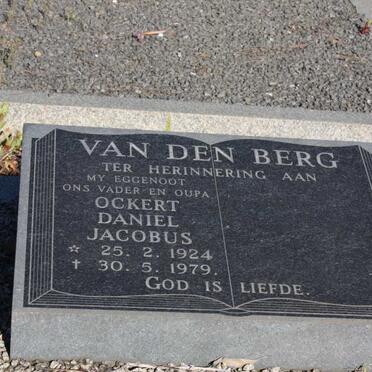 VAN DEN BERG
TER HERINNERING AAN
MY EGGENOOT
ONS VADER EN OUPA
OCKERT
DANIEL
JACOBUS
☆ 25. 2. 1924
† 30. 5. 1979.
GOD IS LIEFDE.